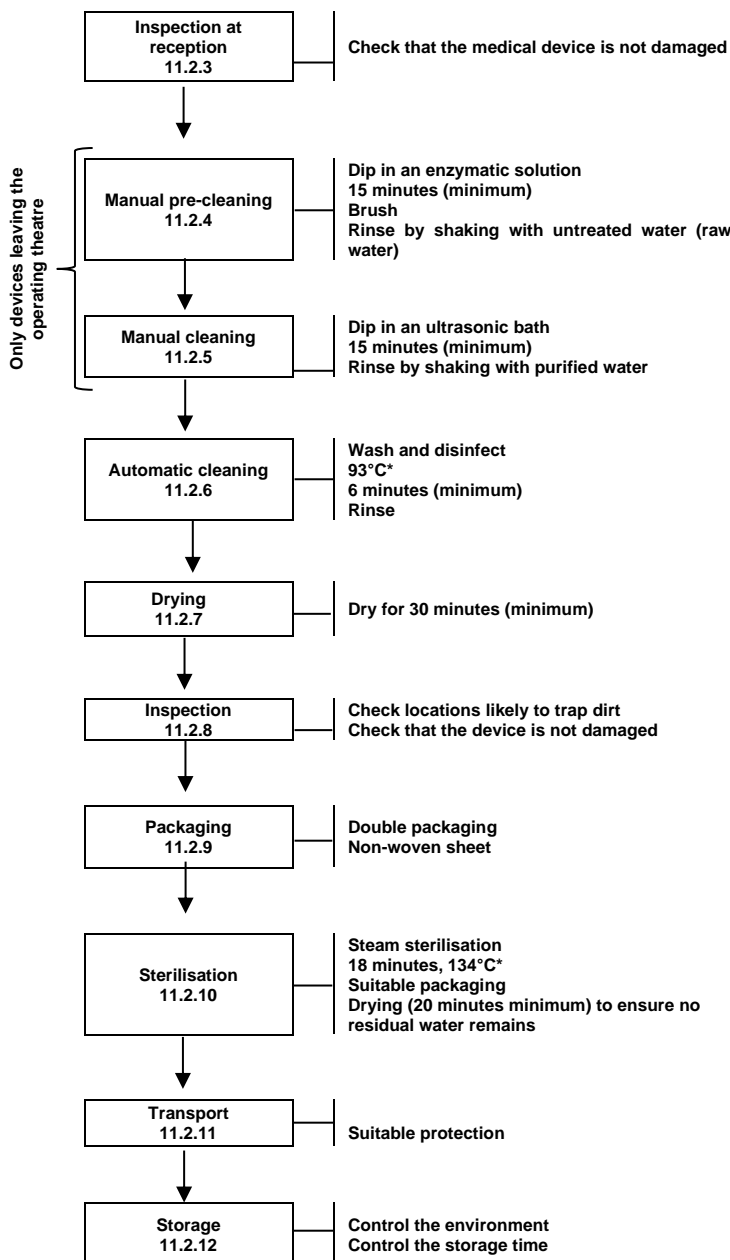 Inspection at
reception
11.2.3
Check that the medical device is not damaged
Only devices leaving the
operating theatre
Manual pre-cleaning
11.2.4
Dip in an enzymatic solution
15 minutes (minimum)
Brush
Rinse by shaking with untreated water (raw
water)
Manual cleaning
11.2.5
Dip in an ultrasonic bath
15 minutes (minimum)
Rinse by shaking with purified water
Automatic cleaning
11.2.6
Wash and disinfect
93°C*
6 minutes (minimum)
Rinse
Drying
11.2.7
Dry for 30 minutes (minimum)
Inspection
11.2.8
Check locations likely to trap dirt
Check that the device is not damaged
Packaging
11.2.9
Double packaging
Non-woven sheet
Sterilisation
11.2.10
Steam sterilisation
18 minutes, 134°C*
Suitable packaging
Drying (20 minutes minimum) to ensure no
residual water remains
Transport
11.2.11
Suitable protection
Storage
11.2.12
Control the environment
Control the storage time